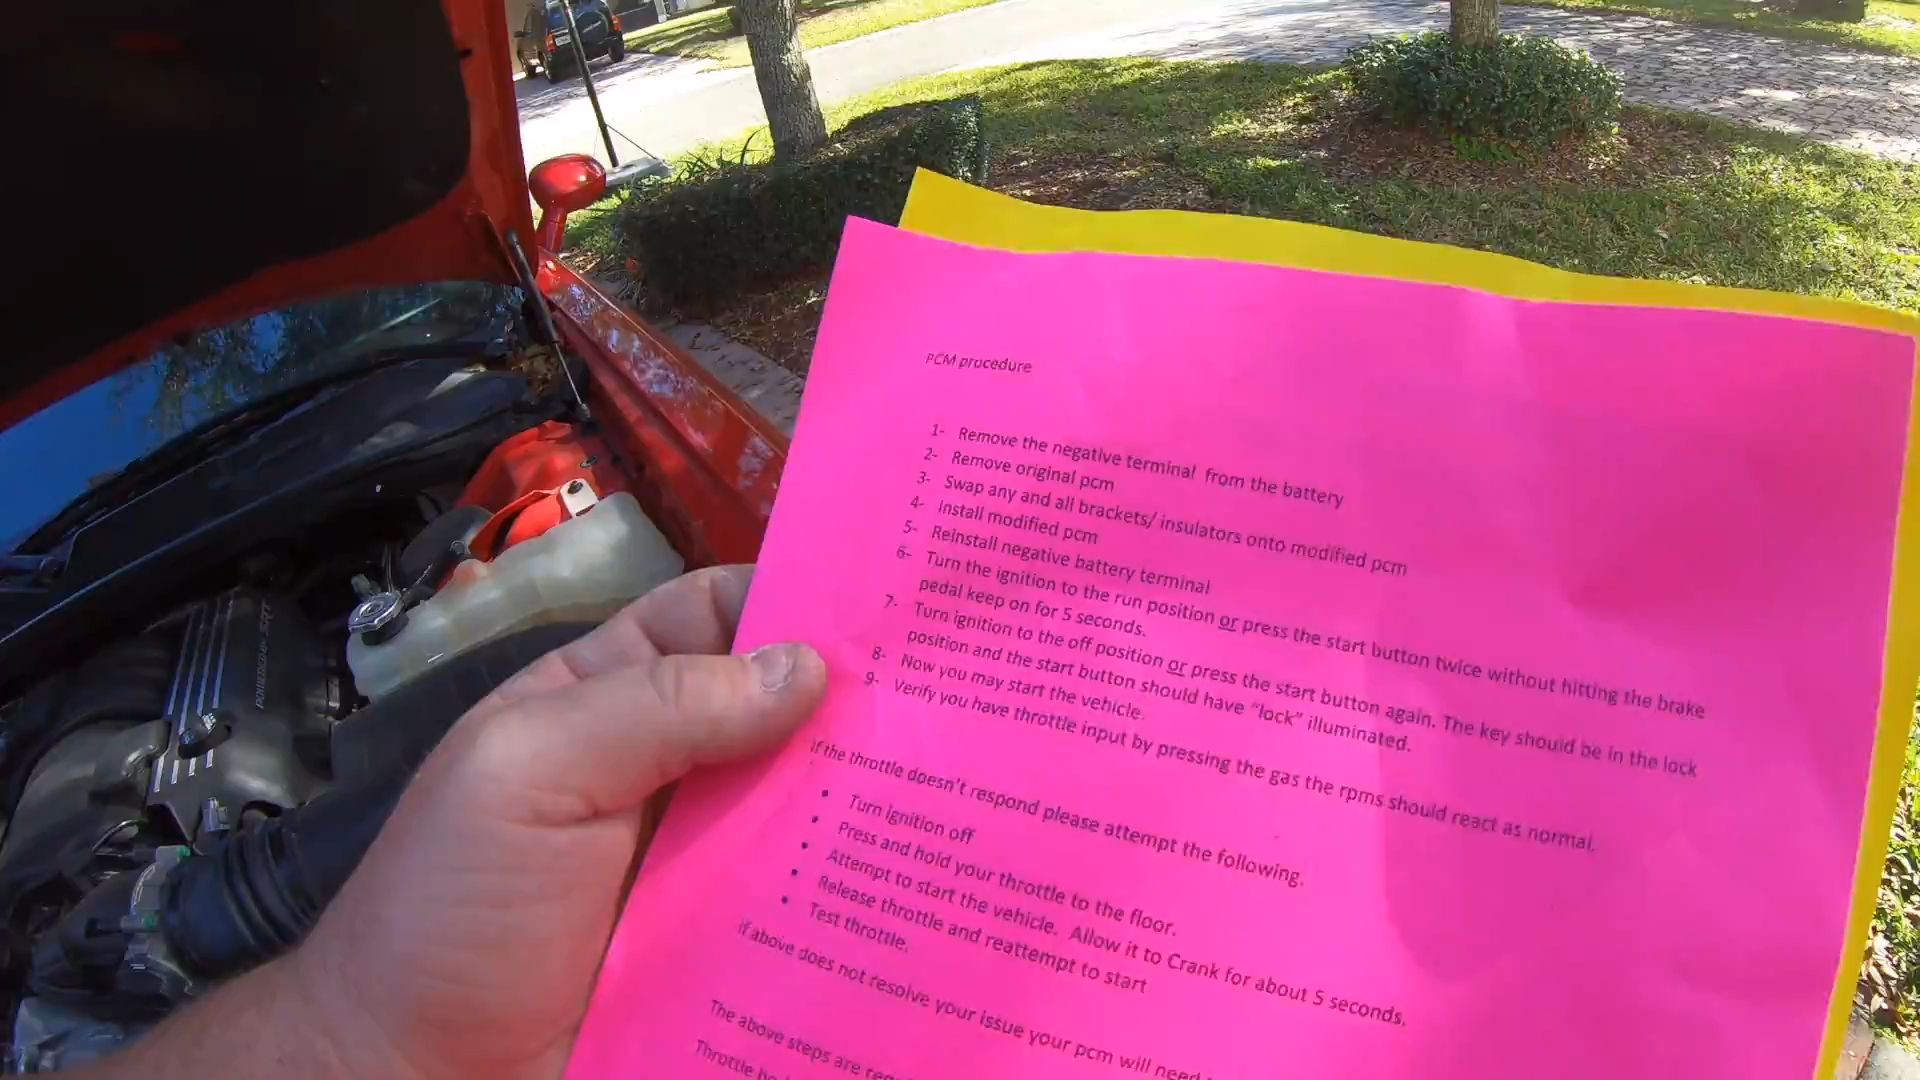 PCM procedure
1- Remove the negative terminal from the battery
2- Remove original pcm
3- Swap any and all brackets/ insulators onto modified pcm
4- Install modified pcm
5- Reinstall negative battery terminal
6- Turn the ignition to the run position or press the start button twice without hitting the brake
pedal keep on for 5 seconds.
7- Turn ignition to the off position or press the start button again. The key should be in the lock
position and the start button should have "lock" illuminated.
8- Now you may start the vehicle.
9- Verify you have throttle input by pressing the gas the rpms should react as normal.
If the throttle doesn't respond please attempt the following.
• Turn ignition off
• Press and hold your throttle to the floor.
• Attempt to start the vehicle. Allow it to Crank for about 5 seconds.
• Release throttle and reattempt to start
• Test throttle.
If above does not resolve your issue your pcm will need
The above steps are
Throttle
POWERED BY SRT